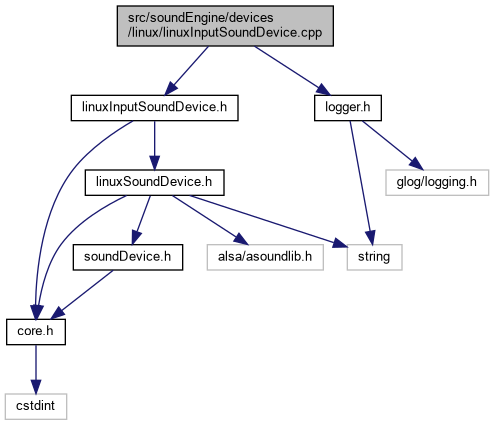 src/soundEngine/devices
/linux/linuxInputSoundDevice.cpp
linuxInputSoundDevice.h
logger.h
linuxSoundDevice.h
glog/logging.h
soundDevice.h
alsa/asoundlib.h
string
core.h
cstdint